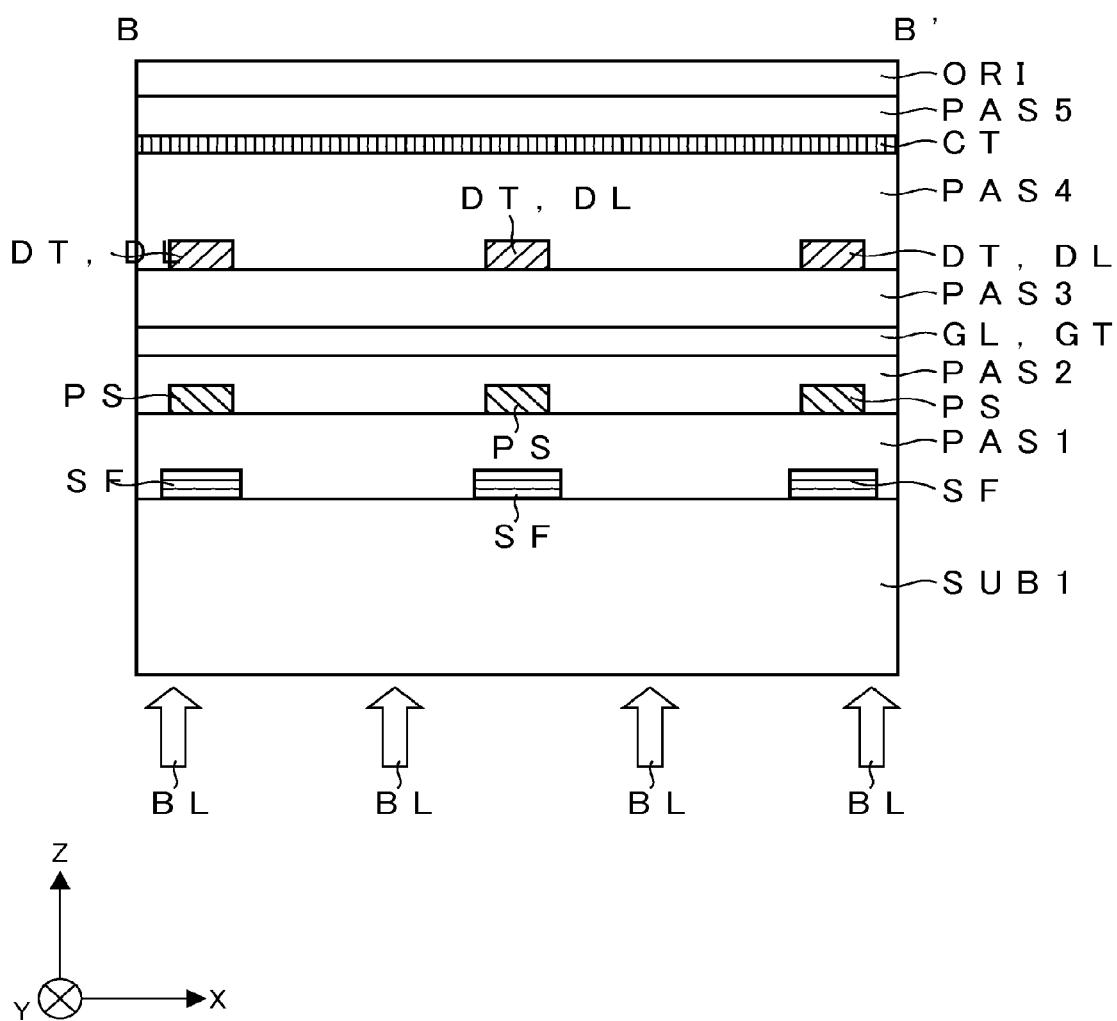 B B'
ORI
PAS5
CT
PAS4
DT, DL
DT, DL
DT, DL
PAS3
GL, GT
PAS2
PS
PS
PS
PAS1
SF
SF
SF
SUB1
BL BL BL BL
Z
Y X